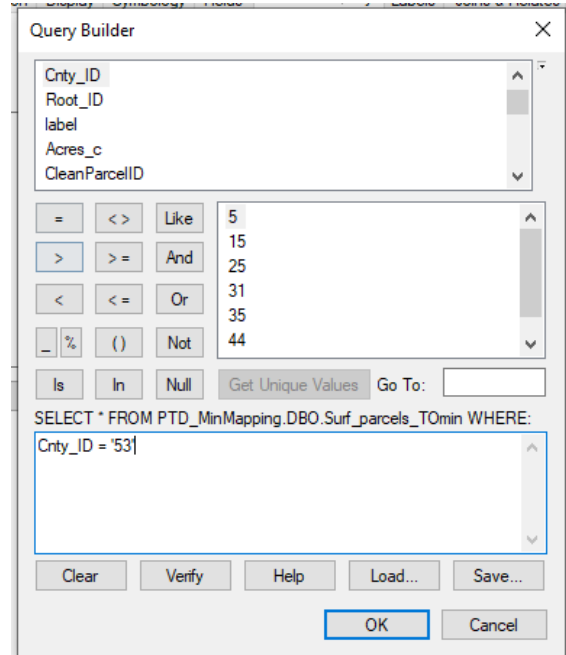 Query Builder
Cnty_ID
Root_ID
label
Acres_c
CleanParcelID
= < > Like
> > = And
< < = Or
_ % () Not
Is In Null
5
15
25
31
35
44
Get Unique Values Go To:
SELECT * FROM PTD_MinMapping.DBO.Surf_parcels_TOmin WHERE:
Cnty_ID = '53'
Clear Verify Help Load... Save...
OK Cancel